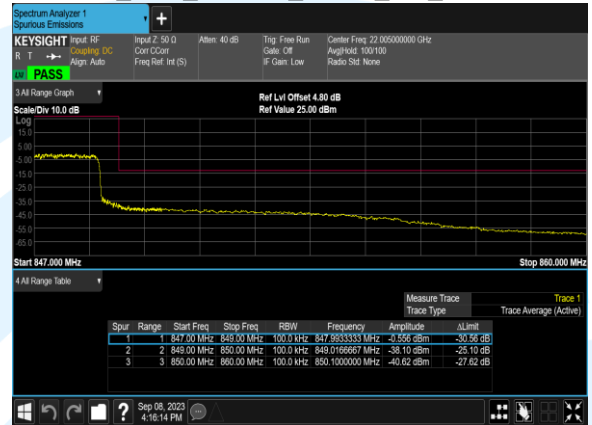 Spectrum Analyzer 1
Spurious Emissions
KEYSIGHT Input: RF Input Z: 50 Ω Atten: 40 dB Trig: Free Run Center Freq: 22.005000000 GHz
R T Coupling: DC Corr CCorr Gate: Off Avg|Hold: 100/100
Align: Auto Freq Ref: Int (S) IF Gain: Low Radio Std: None
PASS
3 All Range Graph
Ref Lvl Offset 4.80 dB
Scale/Div 10.0 dB Ref Value 25.00 dBm
Log
15.0
5.00
-5.00
-15.0
-25.0
-35.0
-45.0
-55.0
-65.0
Start 847.000 MHz Stop 860.000 MHz
4 All Range Table
Measure Trace Trace 1
Trace Type Trace Average (Active)
Spur Range Start Freq Stop Freq RBW Frequency Amplitude ΔLimit
1 1 847.00 MHz 849.00 MHz 100.0 kHz 847.9933333 MHz -0.556 dBm -30.56 dB
2 2 849.00 MHz 850.00 MHz 100.0 kHz 849.0166667 MHz -38.10 dBm -25.10 dB
3 3 850.00 MHz 860.00 MHz 100.0 kHz 850.1000000 MHz -40.62 dBm -27.62 dB
?
Sep 08, 2023
4:16:14 PM